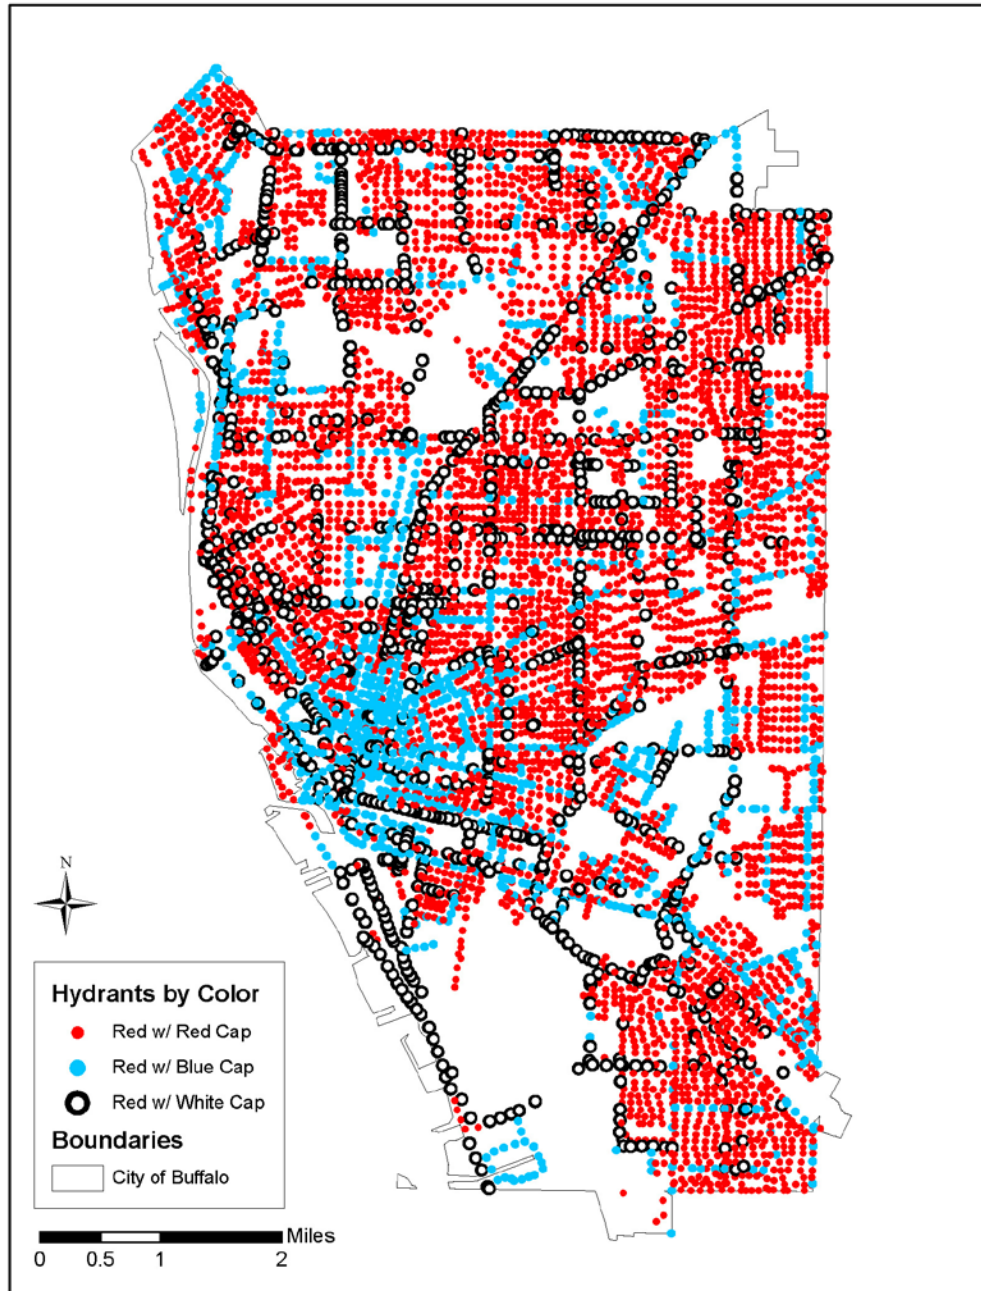 N
Hydrants by Color
Red w/ Red Cap
Red w/ Blue Cap
Red w/ White Cap
Boundaries
City of Buffalo
Miles
0 0.5 1 2